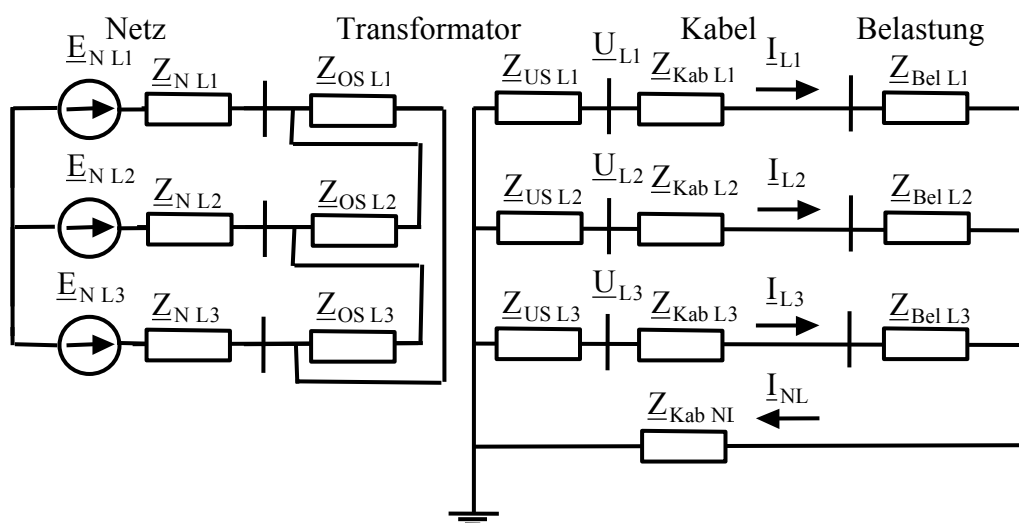 Netz Transformator Kabel Belastung
E_N L1 Z_N L1 Z_OS L1 Z_US L1 U_L1 Z_Kab L1 I_L1 Z_Bel L1
E_N L2 Z_N L2 Z_OS L2 Z_US L2 U_L2 Z_Kab L2 I_L2 Z_Bel L2
E_N L3 Z_N L3 Z_OS L3 Z_US L3 U_L3 Z_Kab L3 I_L3 Z_Bel L3
Z_Kab NL I_NL